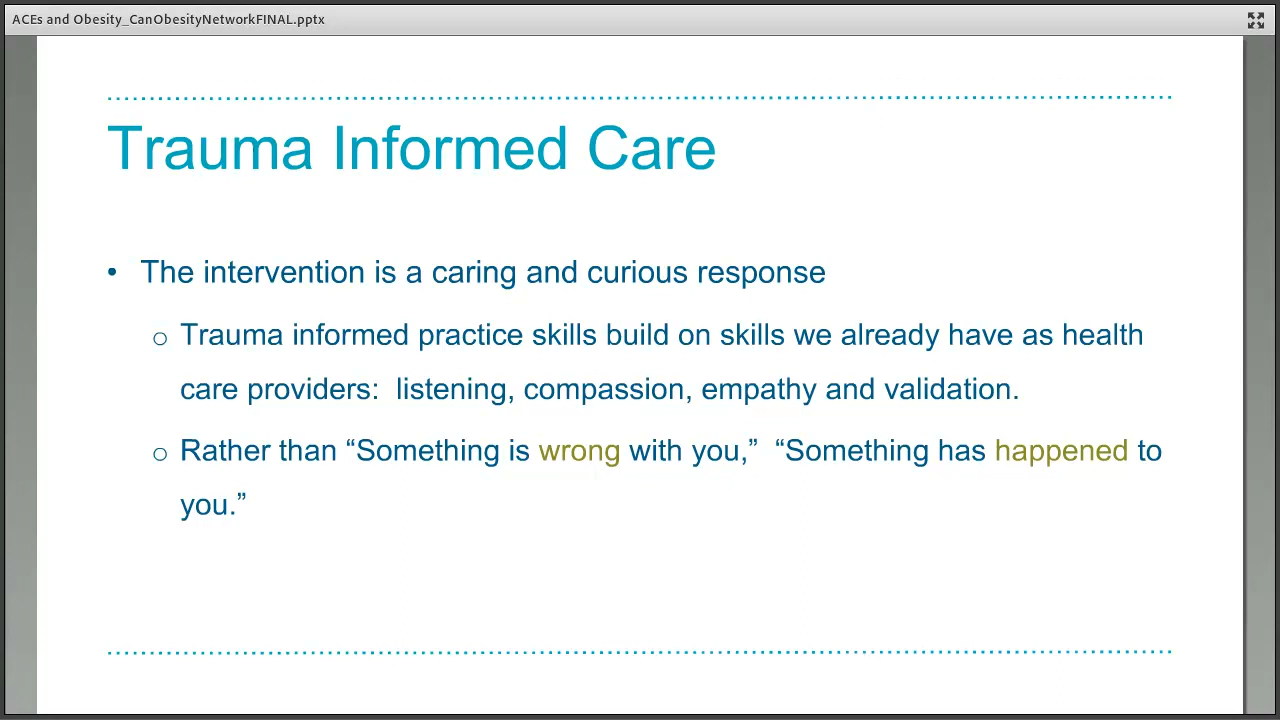 ACEs and Obesity_CanObesityNetworkFINAL.pptx
Trauma Informed Care
• The intervention is a caring and curious response
o Trauma informed practice skills build on skills we already have as health
care providers:  listening, compassion, empathy and validation.
o Rather than “Something is wrong with you,”  “Something has happened to
you.”